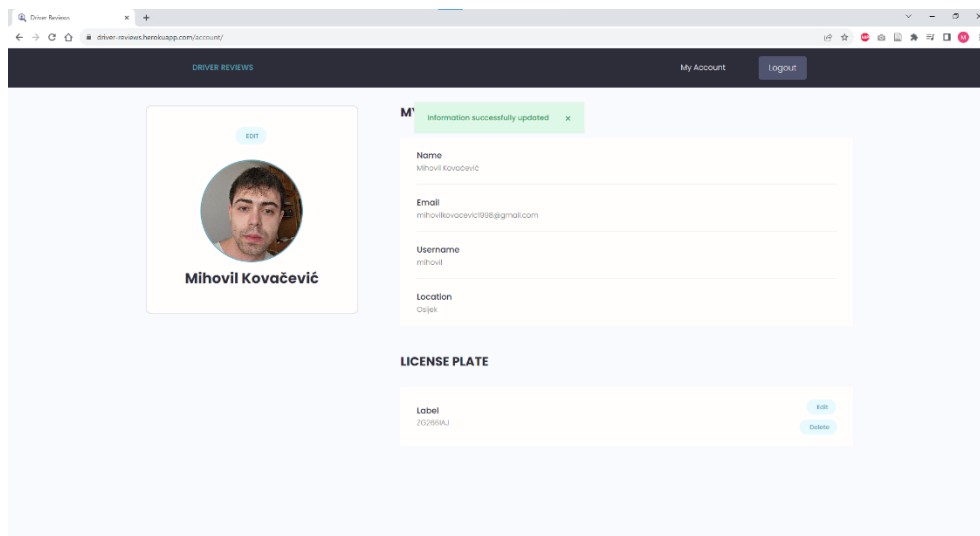 Driver Reviews
driver-reviews.herokuapp.com/account/
DRIVER REVIEWS
My Account
Logout
EDIT
Mihovil Kovačević
Information successfully updated
Name
Mihovil Kovačević
Email
mihovilkovacevic1998@gmail.com
Username
mihovil
Location
Osijek
LICENSE PLATE
Label
ZG266IAJ
Edit
Delete